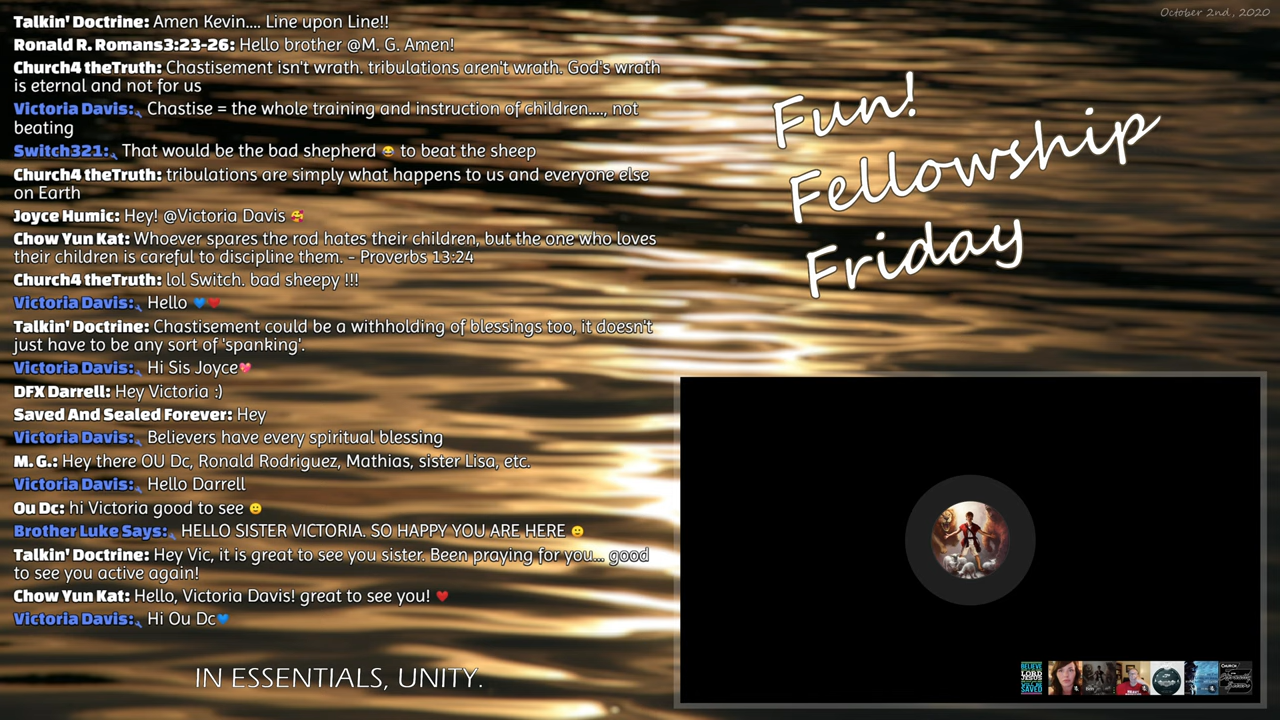 Talkin' Doctrine: Amen Kevin.... Line upon Line!!
Ronald R. Romans3:23-26: Hello brother @M. G. Amen!
Church4 theTruth: Chastisement isn't wrath. tribulations aren't wrath. God's wrath
is eternal and not for us
Victoria Davis: Chastise = the whole training and instruction of children...., not
beating
Switch321: That would be the bad shepherd 😂 to beat the sheep
Church4 theTruth: tribulations are simply what happens to us and everyone else
on Earth
Joyce Humic: Hey! @Victoria Davis 🥰
Chow Yun Kat: Whoever spares the rod hates their children, but the one who loves
their children is careful to discipline them. - Proverbs 13:24
Church4 theTruth: lol Switch. bad sheepy !!!
Victoria Davis: Hello 💙❤️
Talkin' Doctrine: Chastisement could be a withholding of blessings too, it doesn't
just have to be any sort of 'spanking'.
Victoria Davis: Hi Sis Joyce💖
DFX Darrell: Hey Victoria :)
Saved And Sealed Forever: Hey
Victoria Davis: Believers have every spiritual blessing
M. G.: Hey there OU Dc, Ronald Rodriguez, Mathias, sister Lisa, etc.
Victoria Davis: Hello Darrell
Ou Dc: hi Victoria good to see 🙂
Brother Luke Says: HELLO SISTER VICTORIA. SO HAPPY YOU ARE HERE 🙂
Talkin' Doctrine: Hey Vic, it is great to see you sister. Been praying for you... good
to see you active again!
Chow Yun Kat: Hello, Victoria Davis! great to see you! ❤️
Victoria Davis: Hi Ou Dc💙
IN ESSENTIALS, UNITY.
October 2nd, 2020
Fun!
Fellowship
Friday
BELIEVE
LORD
JESUS
WILL BE
SAVED
CHURCH